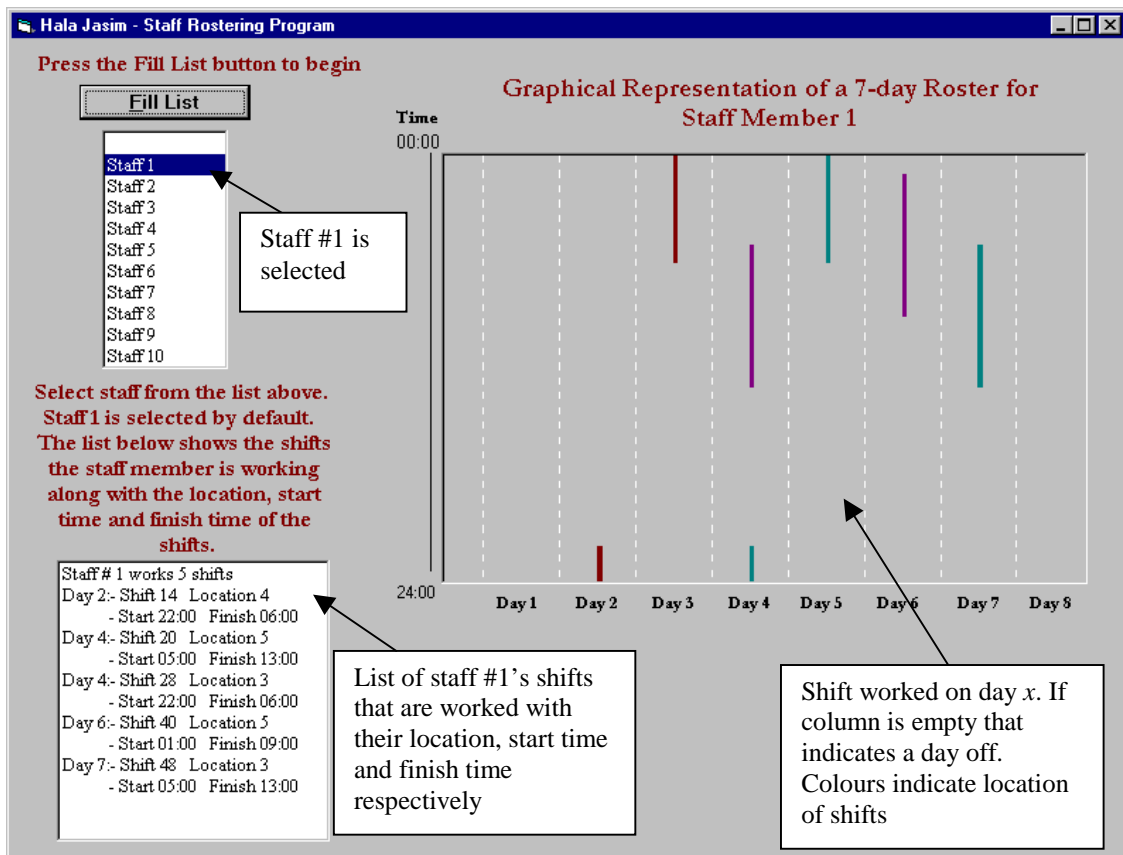 Hala Jasim - Staff Rostering Program
Press the Fill List button to begin
Fill List
Staff 1
Staff 2
Staff 3
Staff 4
Staff 5
Staff 6
Staff 7
Staff 8
Staff 9
Staff 10
Staff #1 is
selected
Select staff from the list above.
Staff 1 is selected by default.
The list below shows the shifts
the staff member is working
along with the location, start
time and finish time of the
shifts.
Staff # 1 works 5 shifts
Day 2:- Shift 14 Location 4
- Start 22:00 Finish 06:00
Day 4:- Shift 20 Location 5
- Start 05:00 Finish 13:00
Day 4:- Shift 28 Location 3
- Start 22:00 Finish 06:00
Day 6:- Shift 40 Location 5
- Start 01:00 Finish 09:00
Day 7:- Shift 48 Location 3
- Start 05:00 Finish 13:00
Graphical Representation of a 7-day Roster for
Staff Member 1
Time
00:00
24:00
Day 1 Day 2 Day 3 Day 4 Day 5 Day 6 Day 7 Day 8
List of staff #1's shifts
that are worked with
their location, start time
and finish time
respectively
Shift worked on day x. If
column is empty that
indicates a day off.
Colours indicate location
of shifts